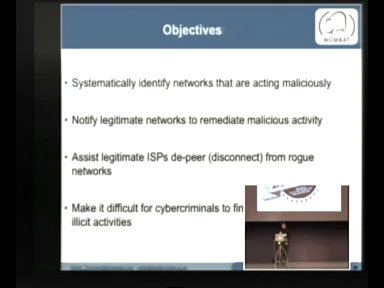 Objectives
WOMBAT
• Systematically identify networks that are acting maliciously
• Notify legitimate networks to remediate malicious activity
• Assist legitimate ISPs de-peer (disconnect) from rogue
networks
• Make it difficult for cybercriminals to fin
illicit activities